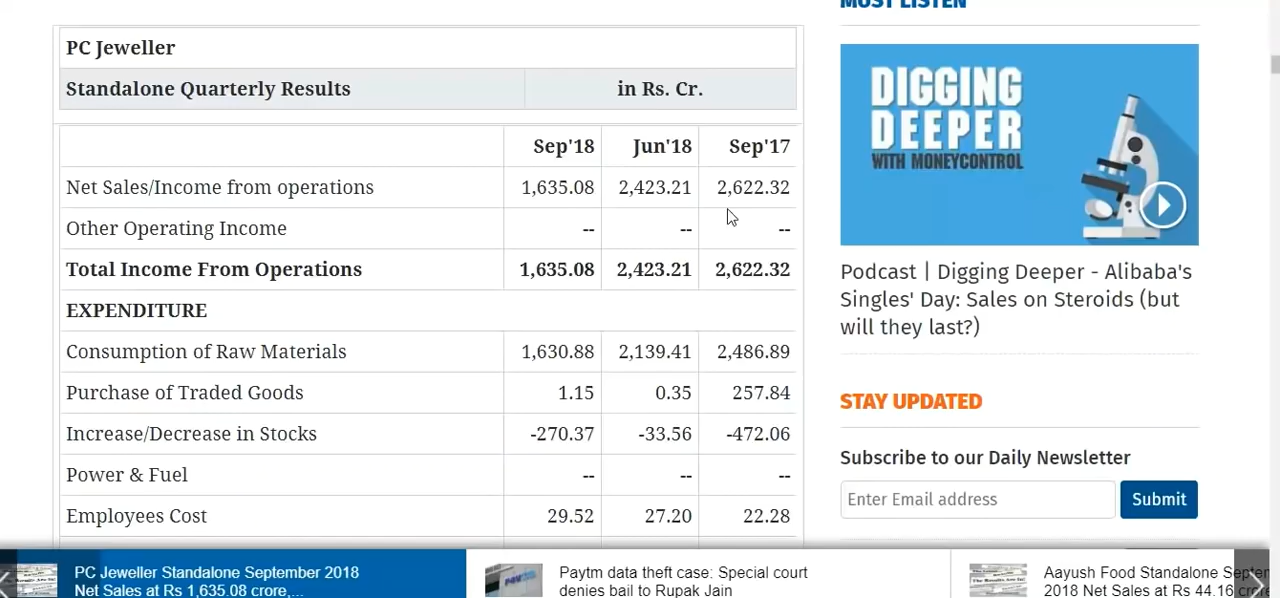 MUST LISTEN
PC Jeweller
Standalone Quarterly Results in Rs. Cr.
Sep'18 Jun'18 Sep'17
Net Sales/Income from operations 1,635.08 2,423.21 2,622.32
Other Operating Income -- -- --
Total Income From Operations 1,635.08 2,423.21 2,622.32
EXPENDITURE
Consumption of Raw Materials 1,630.88 2,139.41 2,486.89
Purchase of Traded Goods 1.15 0.35 257.84
Increase/Decrease in Stocks -270.37 -33.56 -472.06
Power & Fuel -- -- --
Employees Cost 29.52 27.20 22.28
DIGGING
DEEPER
WITH MONEYCONTROL
Podcast | Digging Deeper - Alibaba's
Singles' Day: Sales on Steroids (but
will they last?)
STAY UPDATED
Subscribe to our Daily Newsletter
Enter Email address Submit
PC Jeweller Standalone September 2018
Net Sales at Rs 1,635.08 crore,...
Paytm data theft case: Special court
denies bail to Rupak Jain
Aayush Food Standalone Septem
2018 Net Sales at Rs 44.16 crore